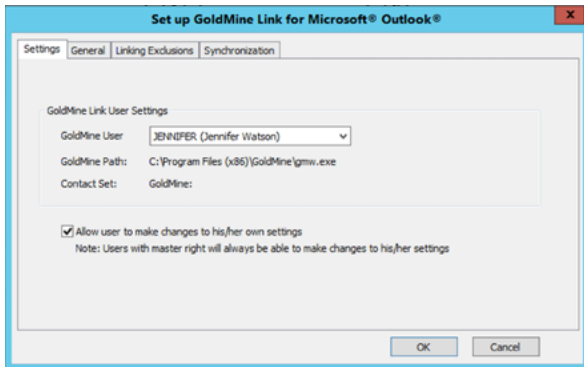 Set up GoldMine Link for Microsoft® Outlook®
x
Settings General Linking Exclusions Synchronization
GoldMine Link User Settings
GoldMine User JENNIFER (Jennifer Watson)
GoldMine Path: C:\Program Files (x86)\GoldMine\gmw.exe
Contact Set: GoldMine:
Allow user to make changes to his/her own settings
Note: Users with master right will always be able to make changes to his/her settings
OK Cancel